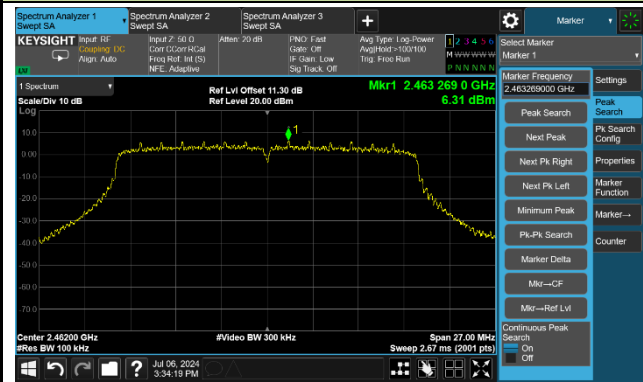 Spectrum Analyzer 1
Swept SA
Spectrum Analyzer 2
Swept SA
Spectrum Analyzer 3
Swept SA
+
Marker
KEYSIGHT
Input: RF
Coupling: DC
Align: Auto
Input Z: 50 Ω
Corr CCorr RCal
Freq Ref: Int (S)
NFE: Adaptive
Atten: 20 dB
PNO: Fast
Gate: Off
IF Gain: Low
Sig Track: Off
Avg Type: Log-Power
Avg|Hold:>100/100
Trig: Free Run
1 2 3 4 5 6
M W W W W W
P N N N N N
LVI
Select Marker
Marker 1
1 Spectrum
Scale/Div 10 dB
Log
Ref Lvl Offset 11.30 dB
Ref Level 20.00 dBm
Mkr1 2.463 269 0 GHz
6.31 dBm
1
10.0
0.00
-10.0
-20.0
-30.0
-40.0
-50.0
-60.0
-70.0
Center 2.46200 GHz
#Res BW 100 kHz
#Video BW 300 kHz
Span 27.00 MHz
Sweep 2.67 ms (2001 pts)
Marker Frequency
2.463269000 GHz
Peak Search
Next Peak
Next Pk Right
Next Pk Left
Minimum Peak
Pk-Pk Search
Marker Delta
Mkr→CF
Mkr→Ref Lvl
Continuous Peak
Search
On
Off
Settings
Peak
Search
Pk Search
Config
Properties
Marker
Function
Marker→
Counter
?
Jul 06, 2024
3:34:19 PM